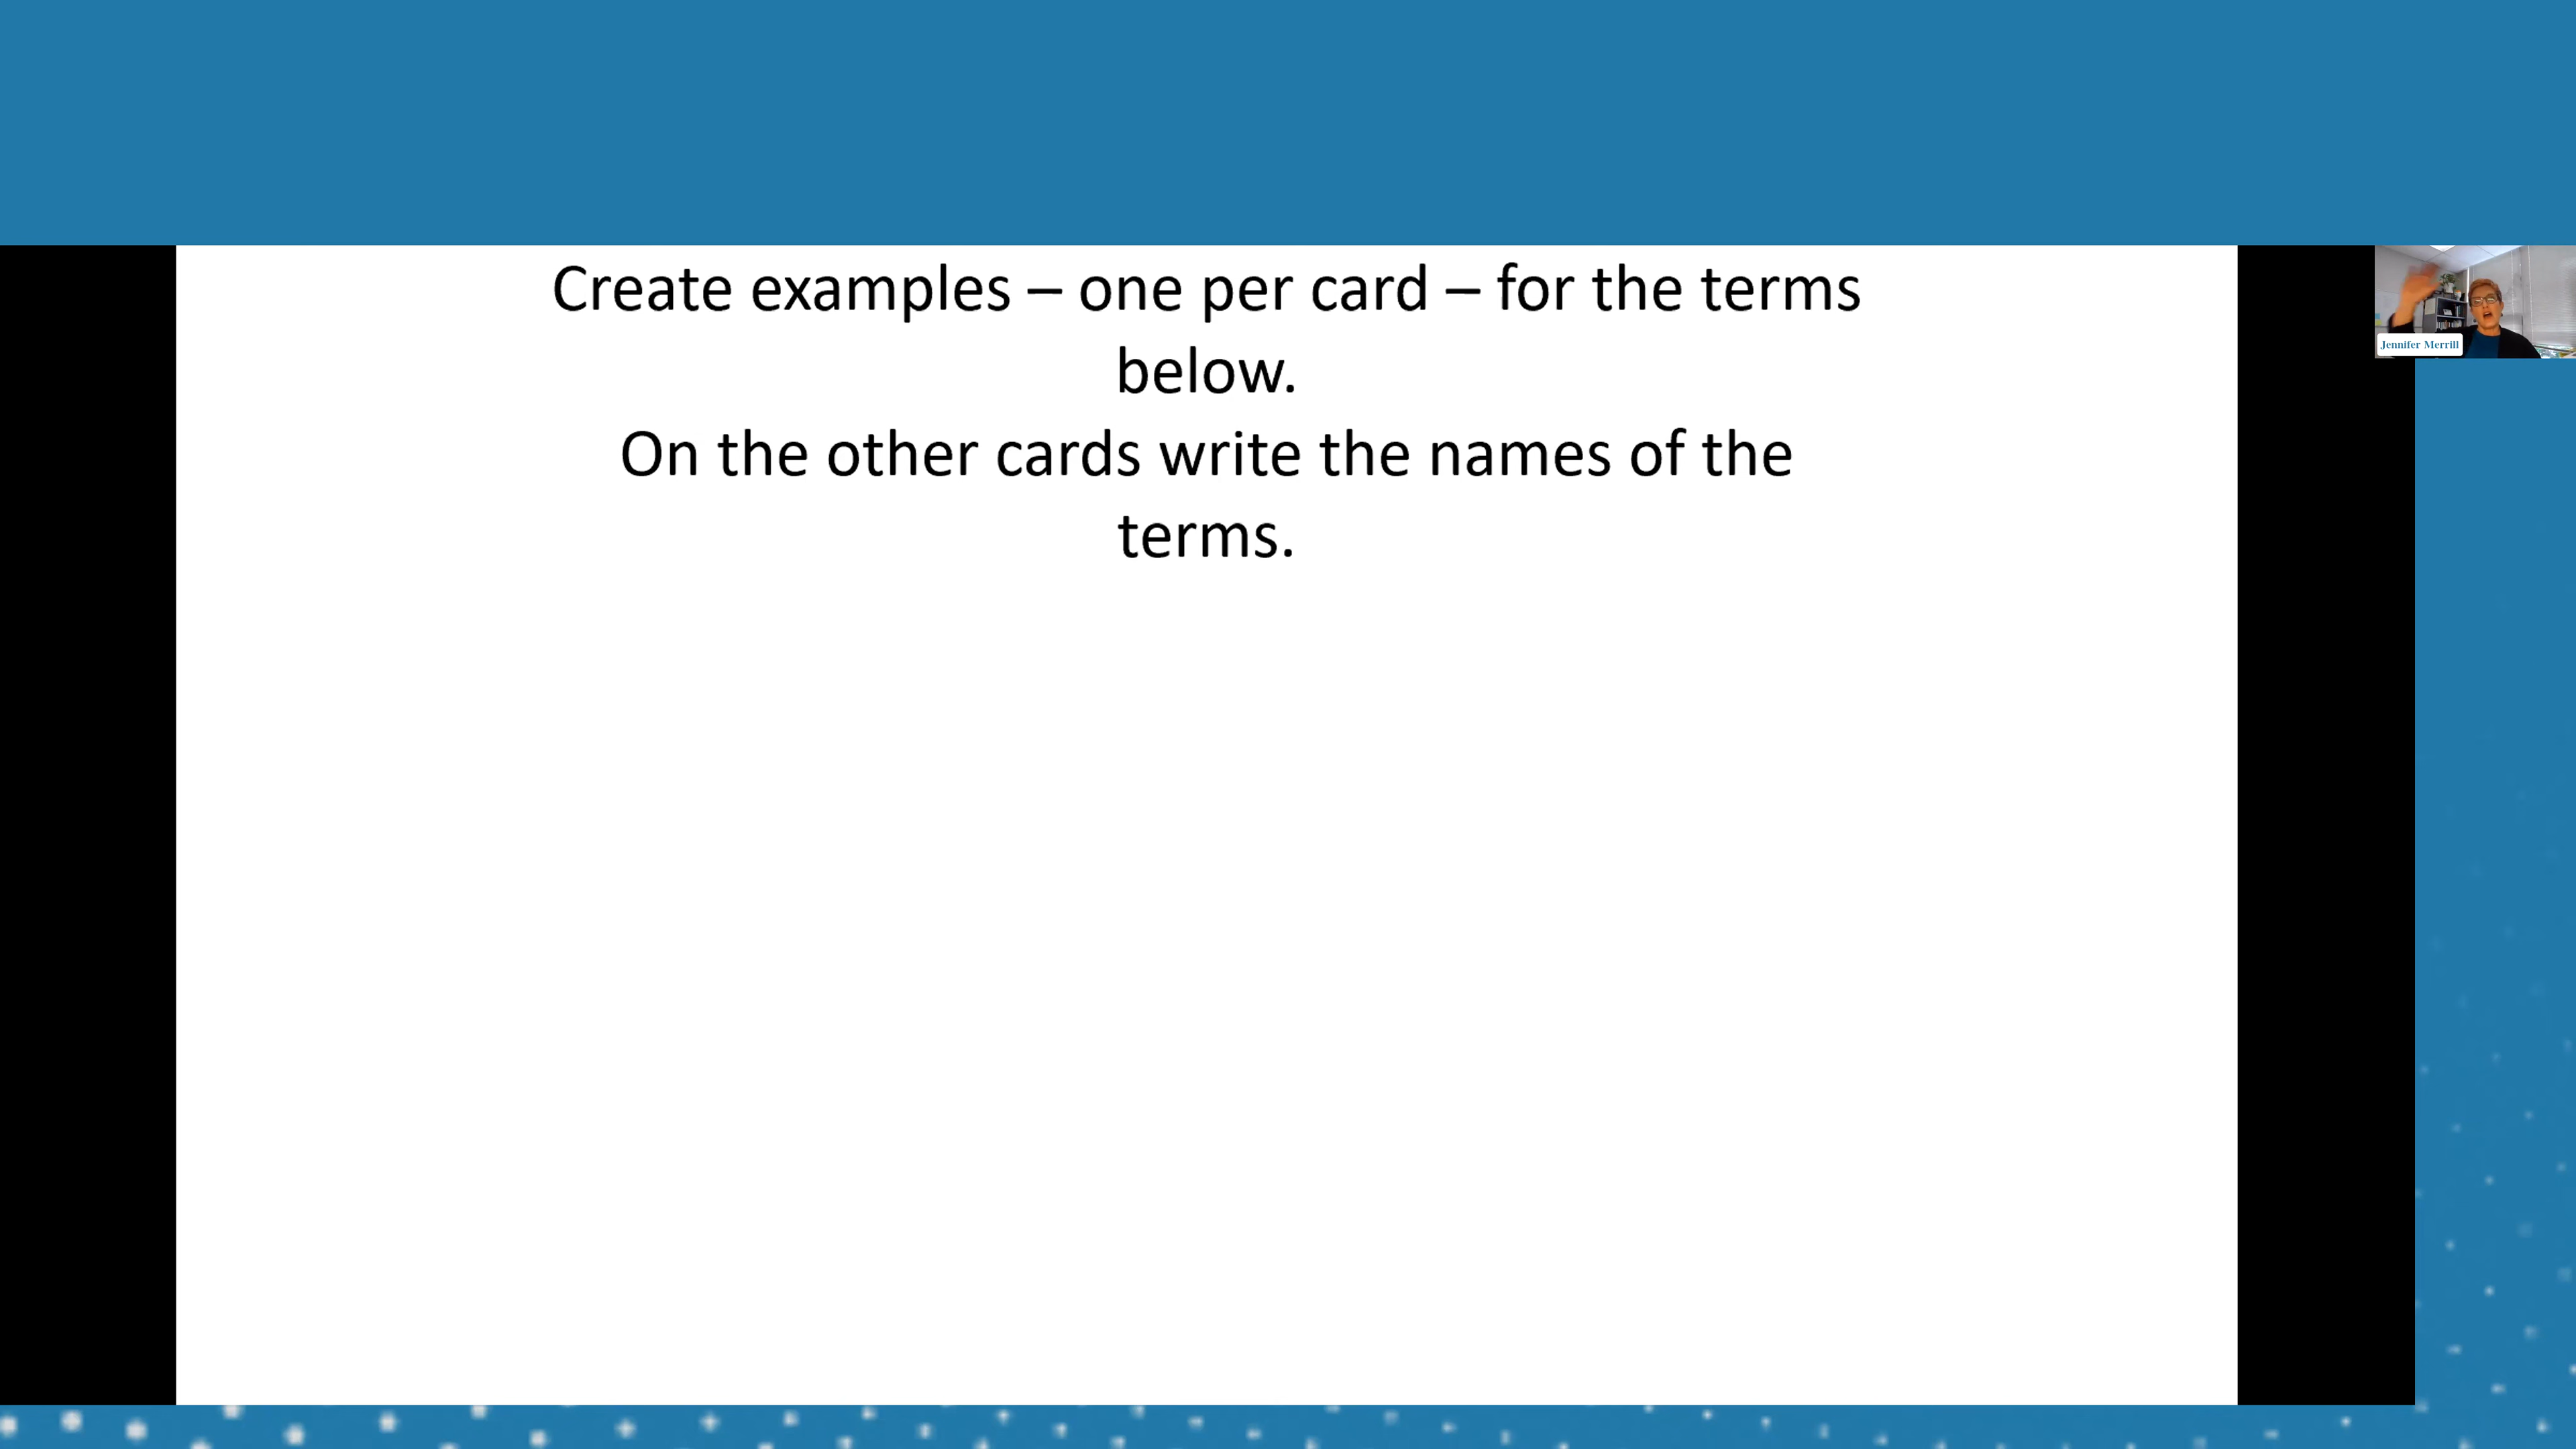 Create examples – one per card – for the terms
below.
On the other cards write the names of the
terms.
Jennifer Merrill